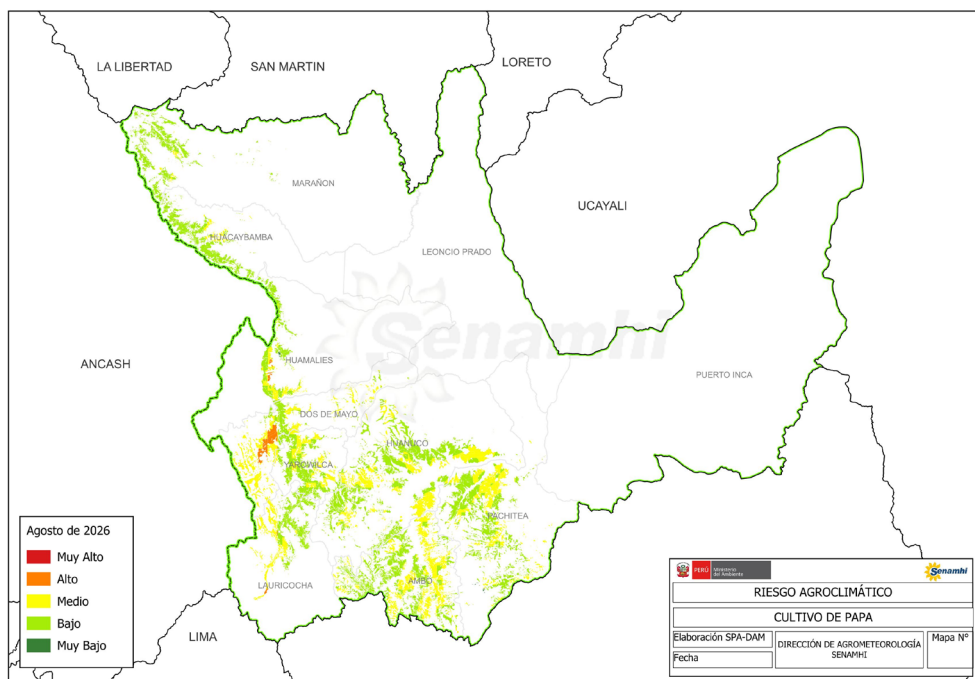 LA LIBERTAD
SAN MARTIN
LORETO
MARAÑON
UCAYALI
HUACAYBAMBA
LEONCIO PRADO
Senamhi
ANCASH
HUAMALIES
PUERTO INCA
DOS DE MAYO
HUANUCO
YAROWILCA
PACHITEA
LAURICOCHA
AMBO
LIMA
Agosto de 2026
Muy Alto
Alto
Medio
Bajo
Muy Bajo
PERÚ
Ministerio
del Ambiente
Senamhi
RIESGO AGROCLIMÁTICO
CULTIVO DE PAPA
Elaboración SPA-DAM
Fecha
DIRECCIÓN DE AGROMETEOROLOGÍA
SENAMHI
Mapa N°